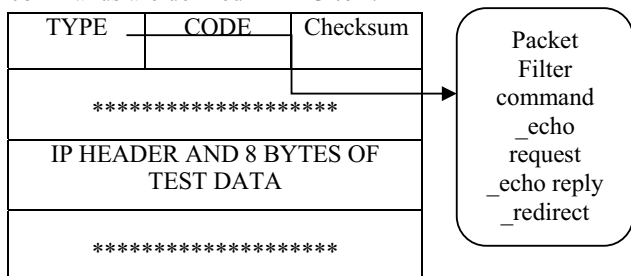 TYPE
CODE
Checksum
********************
IP HEADER AND 8 BYTES OF
TEST DATA
********************
Packet
Filter
command
_echo
request
_echo reply
_redirect